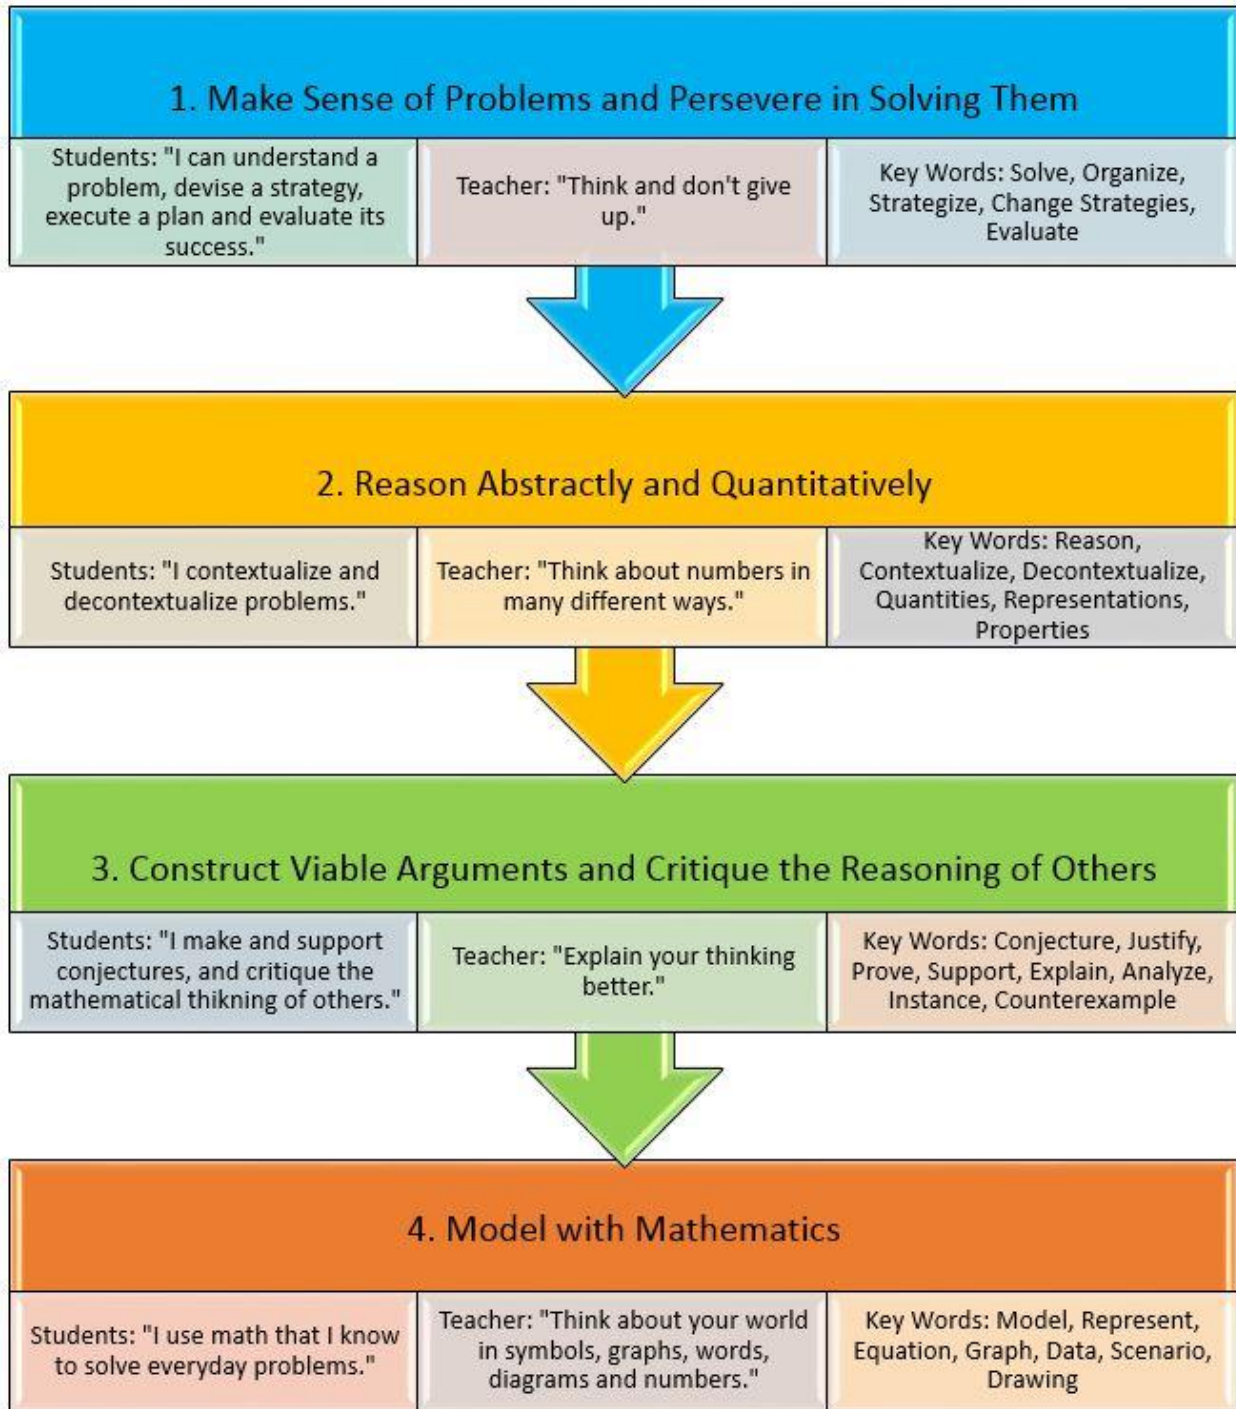 1. Make Sense of Problems and Persevere in Solving Them
Students: "I can understand a
problem, devise a strategy,
execute a plan and evaluate its
success."
Teacher: "Think and don't give
up."
Key Words: Solve, Organize,
Strategize, Change Strategies,
Evaluate
2. Reason Abstractly and Quantitatively
Students: "I contextualize and
decontextualize problems."
Teacher: "Think about numbers in
many different ways."
Key Words: Reason,
Contextualize, Decontextualize,
Quantities, Representations,
Properties
3. Construct Viable Arguments and Critique the Reasoning of Others
Students: "I make and support
conjectures, and critique the
mathematical thikning of others."
Teacher: "Explain your thinking
better."
Key Words: Conjecture, Justify,
Prove, Support, Explain, Analyze,
Instance, Counterexample
4. Model with Mathematics
Students: "I use math that I know
to solve everyday problems."
Teacher: "Think about your world
in symbols, graphs, words,
diagrams and numbers."
Key Words: Model, Represent,
Equation, Graph, Data, Scenario,
Drawing